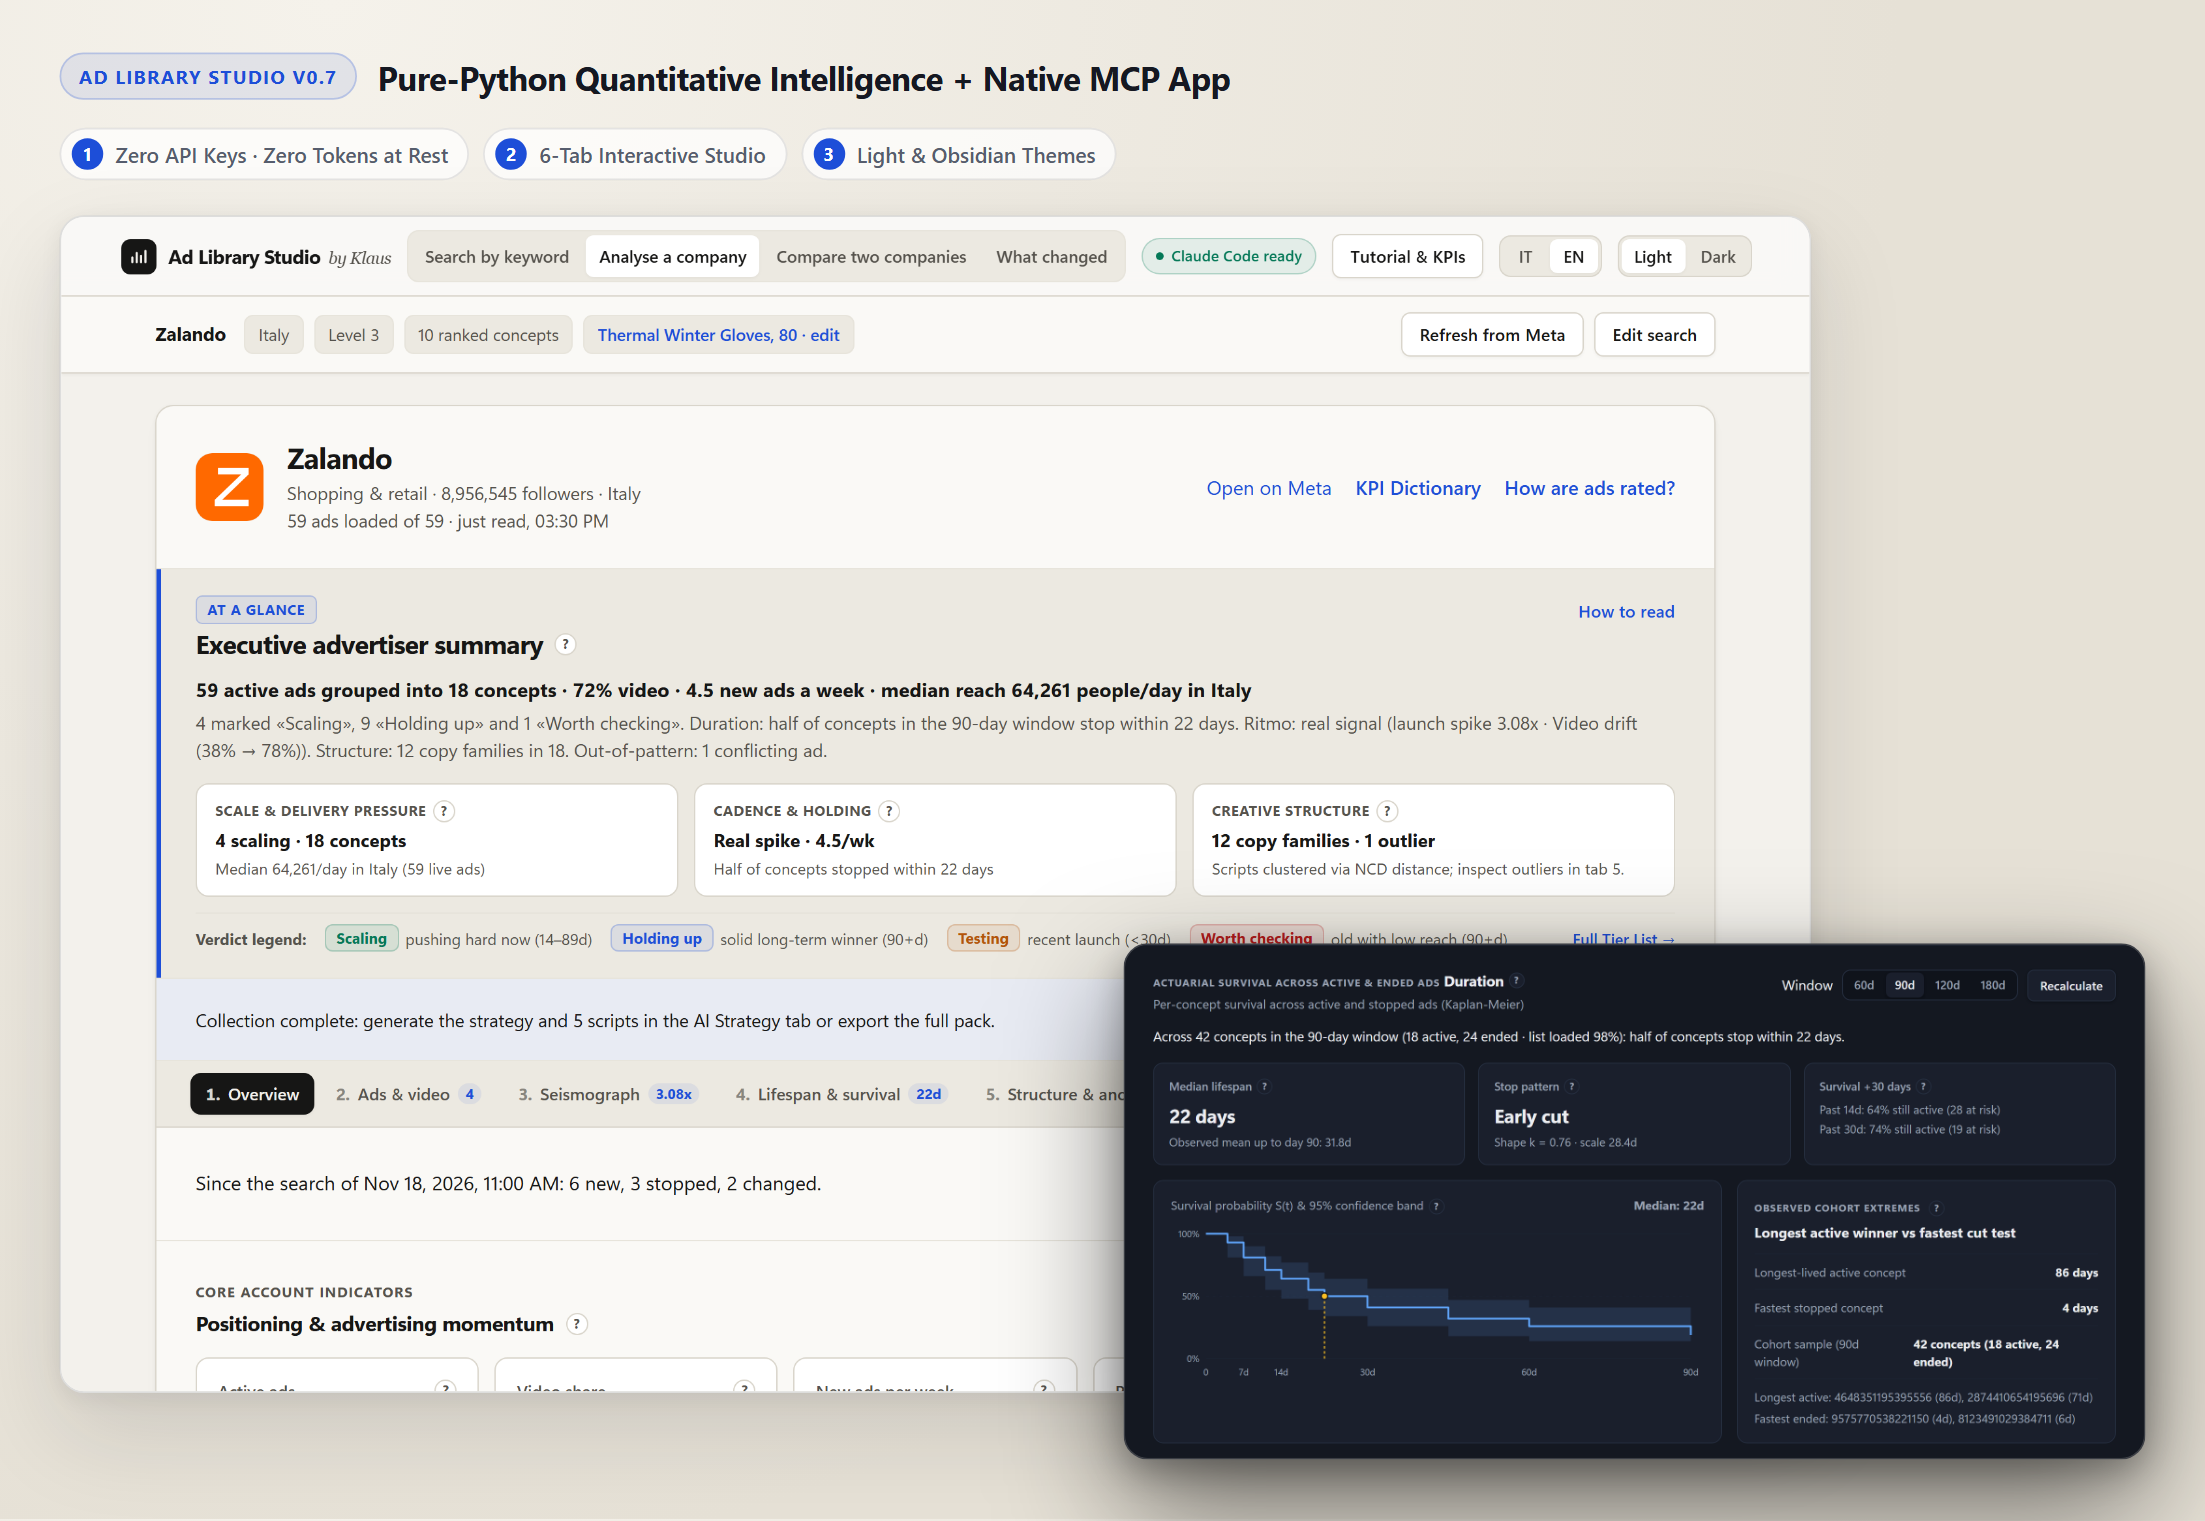 AD LIBRARY STUDIO V0.7
Pure-Python Quantitative Intelligence + Native MCP App
1 Zero API Keys · Zero Tokens at Rest
2 6-Tab Interactive Studio
3 Light & Obsidian Themes
Ad Library Studio by Klaus
Search by keyword
Analyse a company
Compare two companies
What changed
Claude Code ready
Tutorial & KPIs
IT EN
Light Dark
Zalando
Italy
Level 3
10 ranked concepts
Thermal Winter Gloves, 80 · edit
Refresh from Meta
Edit search
Z
Zalando
Shopping & retail · 8,956,545 followers · Italy
59 ads loaded of 59 · just read, 03:30 PM
Open on Meta
KPI Dictionary
How are ads rated?
AT A GLANCE
How to read
Executive advertiser summary ?
59 active ads grouped into 18 concepts · 72% video · 4.5 new ads a week · median reach 64,261 people/day in Italy
4 marked «Scaling», 9 «Holding up» and 1 «Worth checking». Duration: half of concepts in the 90-day window stop within 22 days. Ritmo: real signal (launch spike 3.08x · Video drift
(38% → 78%)). Structure: 12 copy families in 18. Out-of-pattern: 1 conflicting ad.
SCALE & DELIVERY PRESSURE ?
4 scaling · 18 concepts
Median 64,261/day in Italy (59 live ads)
CADENCE & HOLDING ?
Real spike · 4.5/wk
Half of concepts stopped within 22 days
CREATIVE STRUCTURE ?
12 copy families · 1 outlier
Scripts clustered via NCD distance; inspect outliers in tab 5.
Verdict legend: Scaling pushing hard now (14–89d) Holding up solid long-term winner (90+d) Testing recent launch (<30d) Worth checking old with low reach (90+d) Full Tier List →
Collection complete: generate the strategy and 5 scripts in the AI Strategy tab or export the full pack.
1. Overview
2. Ads & video 4
3. Seismograph 3.08x
4. Lifespan & survival 22d
5. Structure & anc
Since the search of Nov 18, 2026, 11:00 AM: 6 new, 3 stopped, 2 changed.
CORE ACCOUNT INDICATORS
Positioning & advertising momentum ?
Active ads ?
Video share ?
New ads per week ?
ACTUARIAL SURVIVAL ACROSS ACTIVE & ENDED ADS Duration ?
Per-concept survival across active and stopped ads (Kaplan-Meier)
Window 60d 90d 120d 180d Recalculate
Across 42 concepts in the 90-day window (18 active, 24 ended · list loaded 98%): half of concepts stop within 22 days.
Median lifespan ?
22 days
Observed mean up to day 90: 31.8d
Stop pattern ?
Early cut
Shape k = 0.76 · scale 28.4d
Survival +30 days ?
Past 14d: 64% still active (28 at risk)
Past 30d: 74% still active (19 at risk)
Survival probability S(t) & 95% confidence band ?
Median: 22d
100%
50%
0%
0 7d 14d 30d 60d 90d
OBSERVED COHORT EXTREMES ?
Longest active winner vs fastest cut test
Longest-lived active concept 86 days
Fastest stopped concept 4 days
Cohort sample (90d window) 42 concepts (18 active, 24 ended)
Longest active: 4648351195395556 (86d), 2874410654195696 (71d)
Fastest ended: 9575770538221150 (4d), 8123491029384711 (6d)